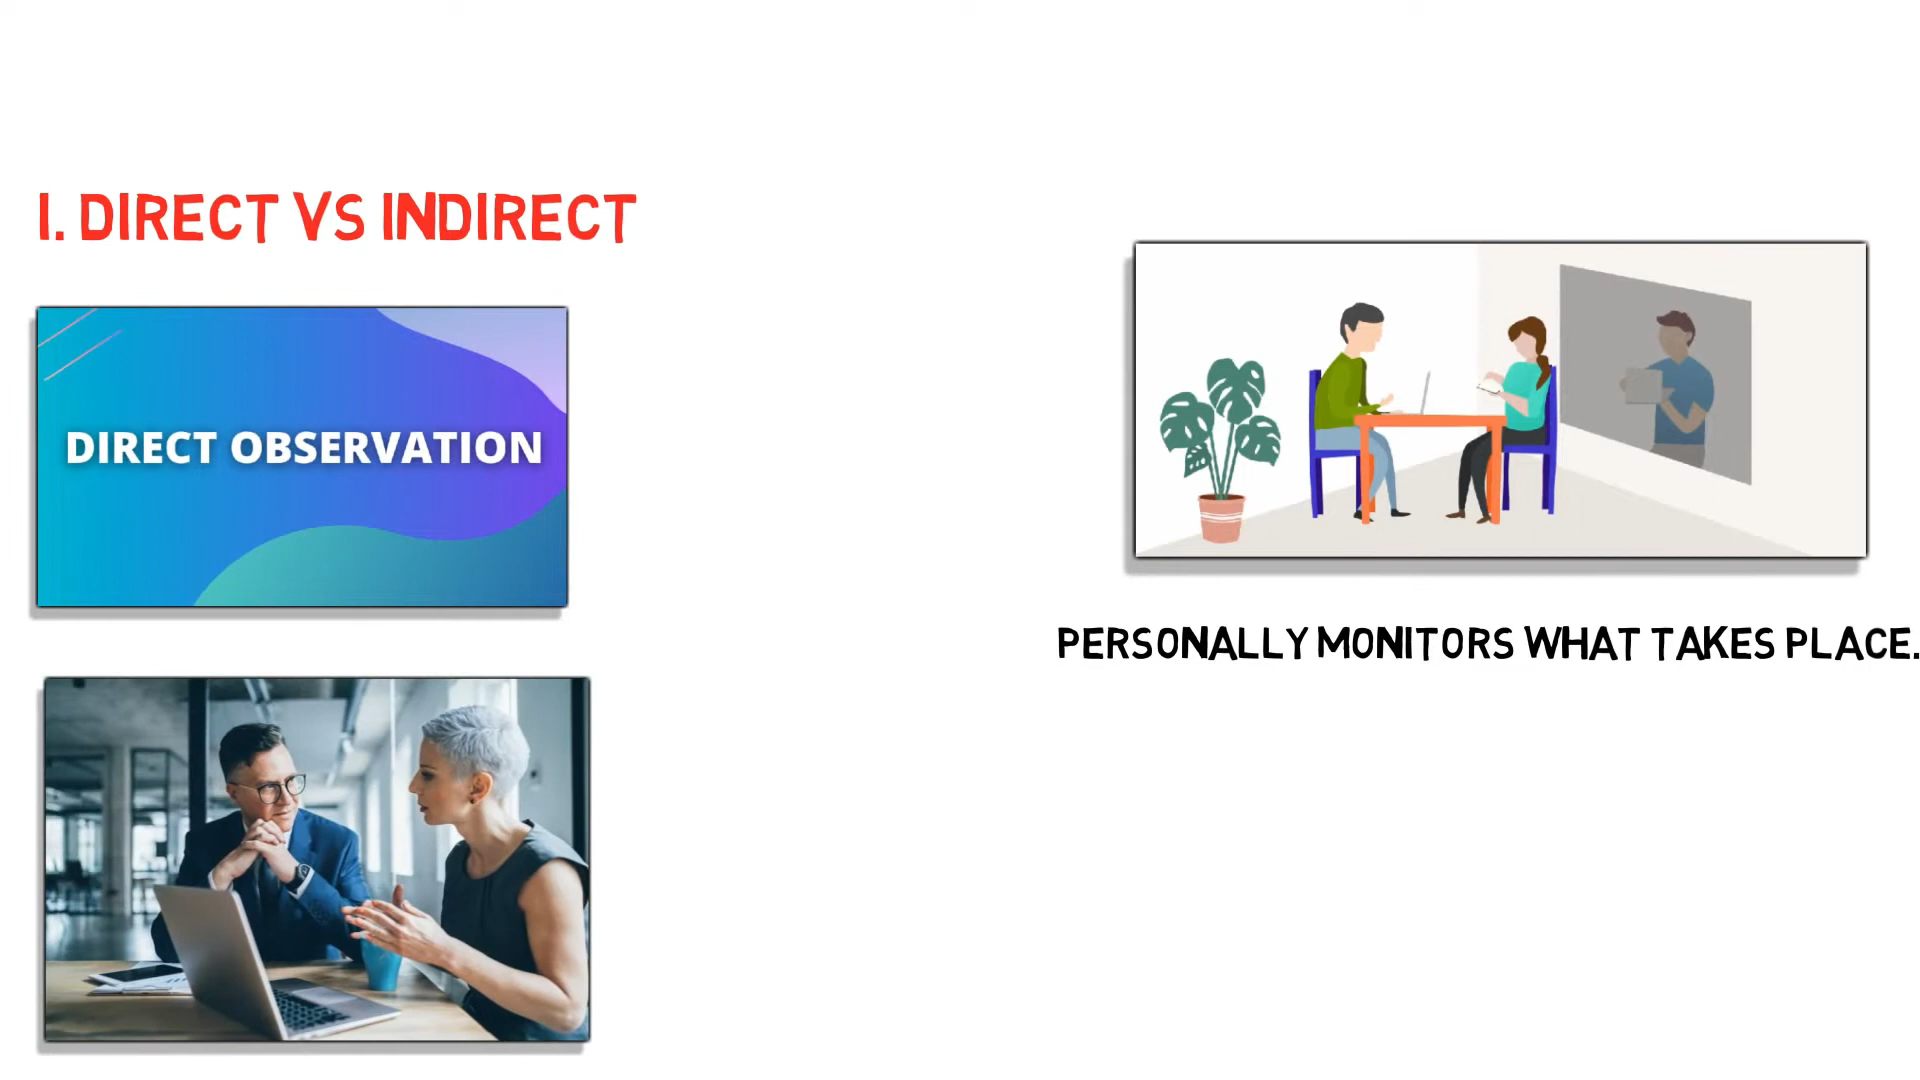 I. DIRECT VS INDIRECT
DIRECT OBSERVATION
PERSONALLY MONITORS WHAT TAKES PLACE.